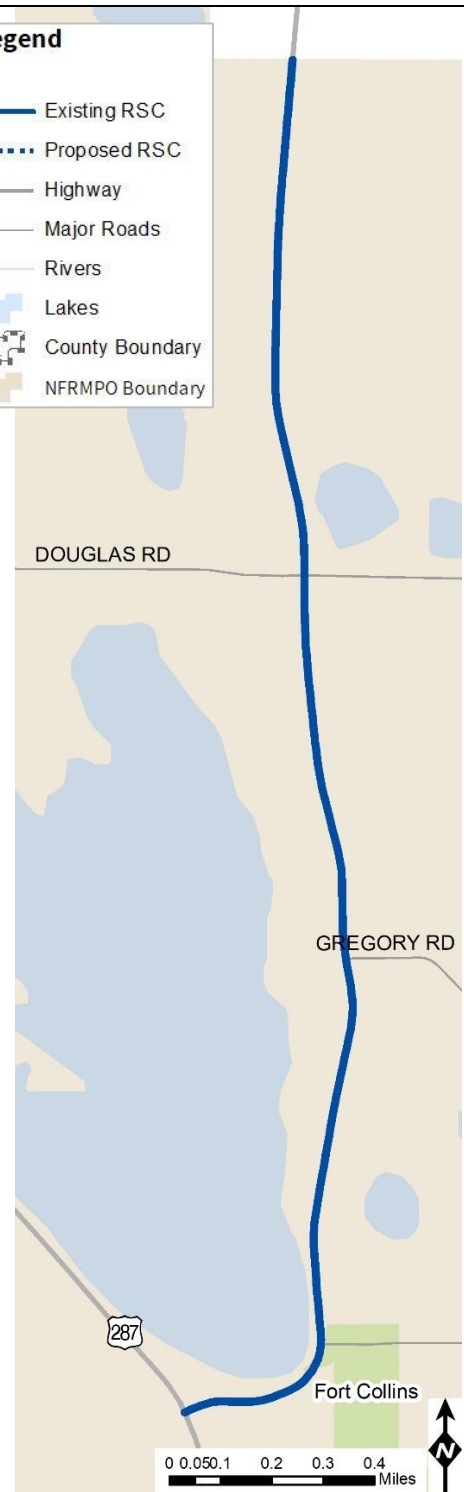 egend
Existing RSC
Proposed RSC
Highway
Major Roads
Rivers
Lakes
County Boundary
NFRMPO Boundary
DOUGLAS RD
GREGORY RD
287
Fort Collins
N
0 0.050.1 0.2 0.3 0.4
Miles